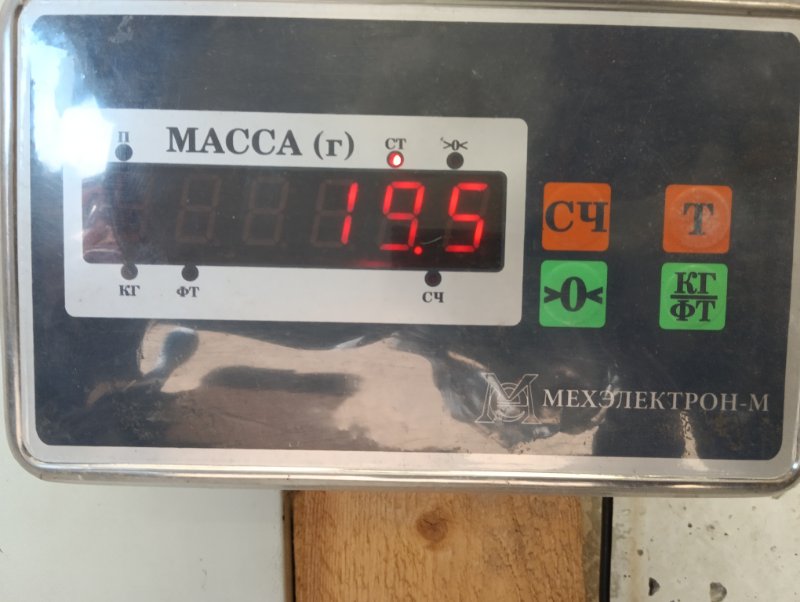 П
МАССА (г)
СТ
>0<
19.5
КГ
ФТ
СЧ
СЧ
Т
>0<
КГ
ФТ
МЕХЭЛЕКТРОН-М